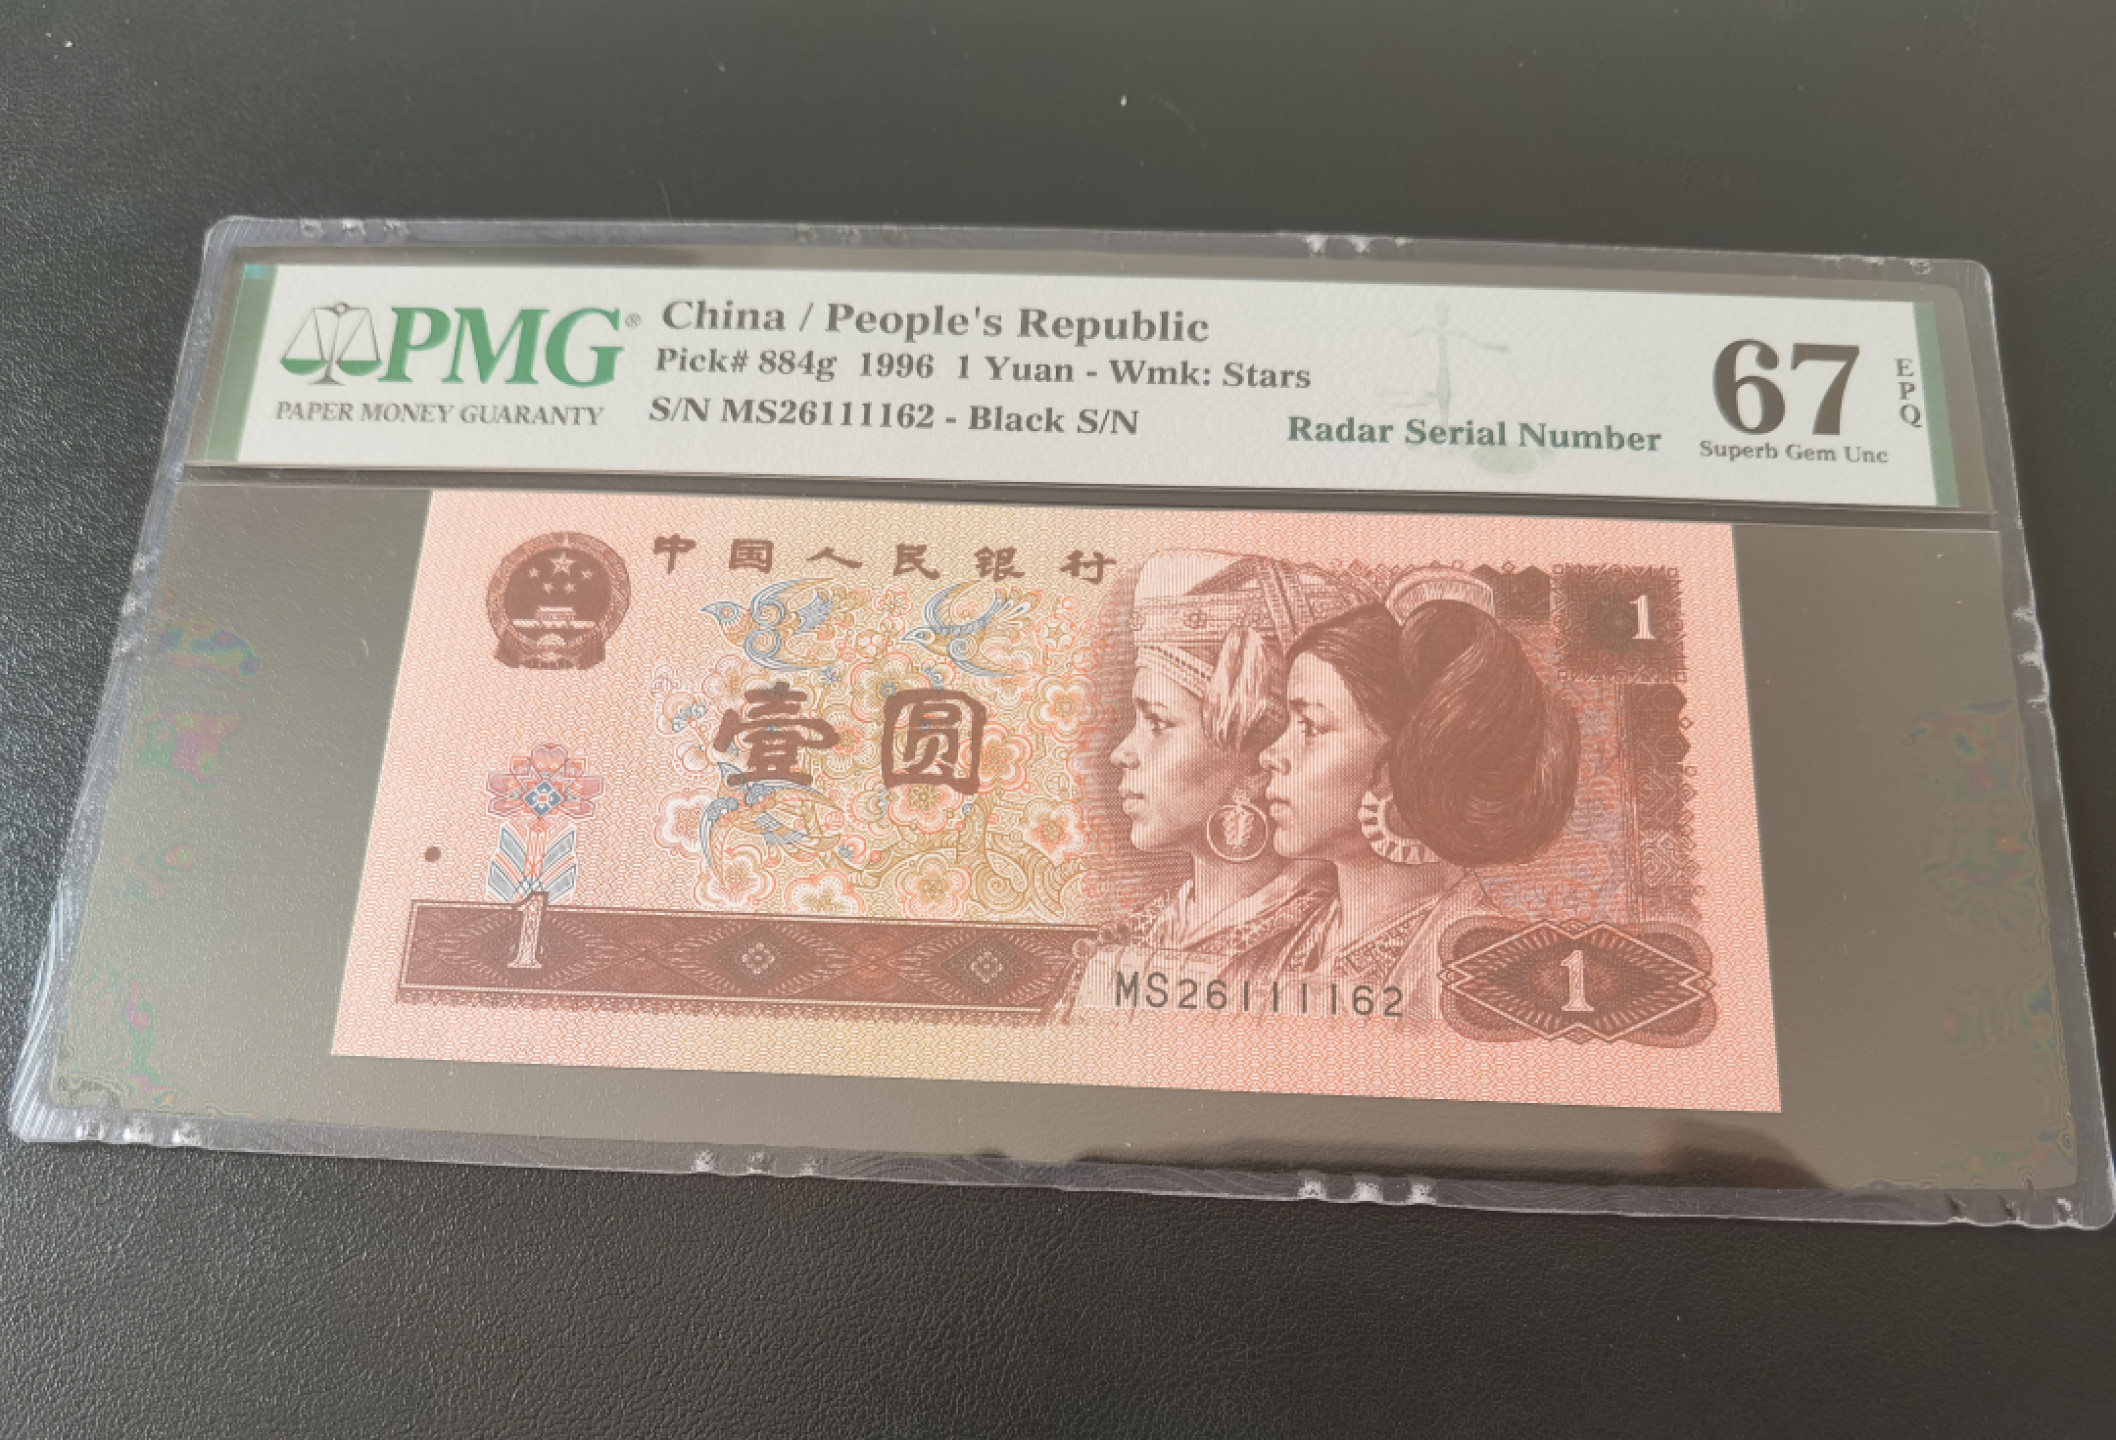 PMG®
PAPER MONEY GUARANTY
China / People's Republic
Pick# 884g 1996 1 Yuan - Wmk: Stars
S/N MS26111162 - Black S/N
Radar Serial Number
67
EPQ
Superb Gem Unc
中国人民银行
1
壹圆
1
MS26111162
1